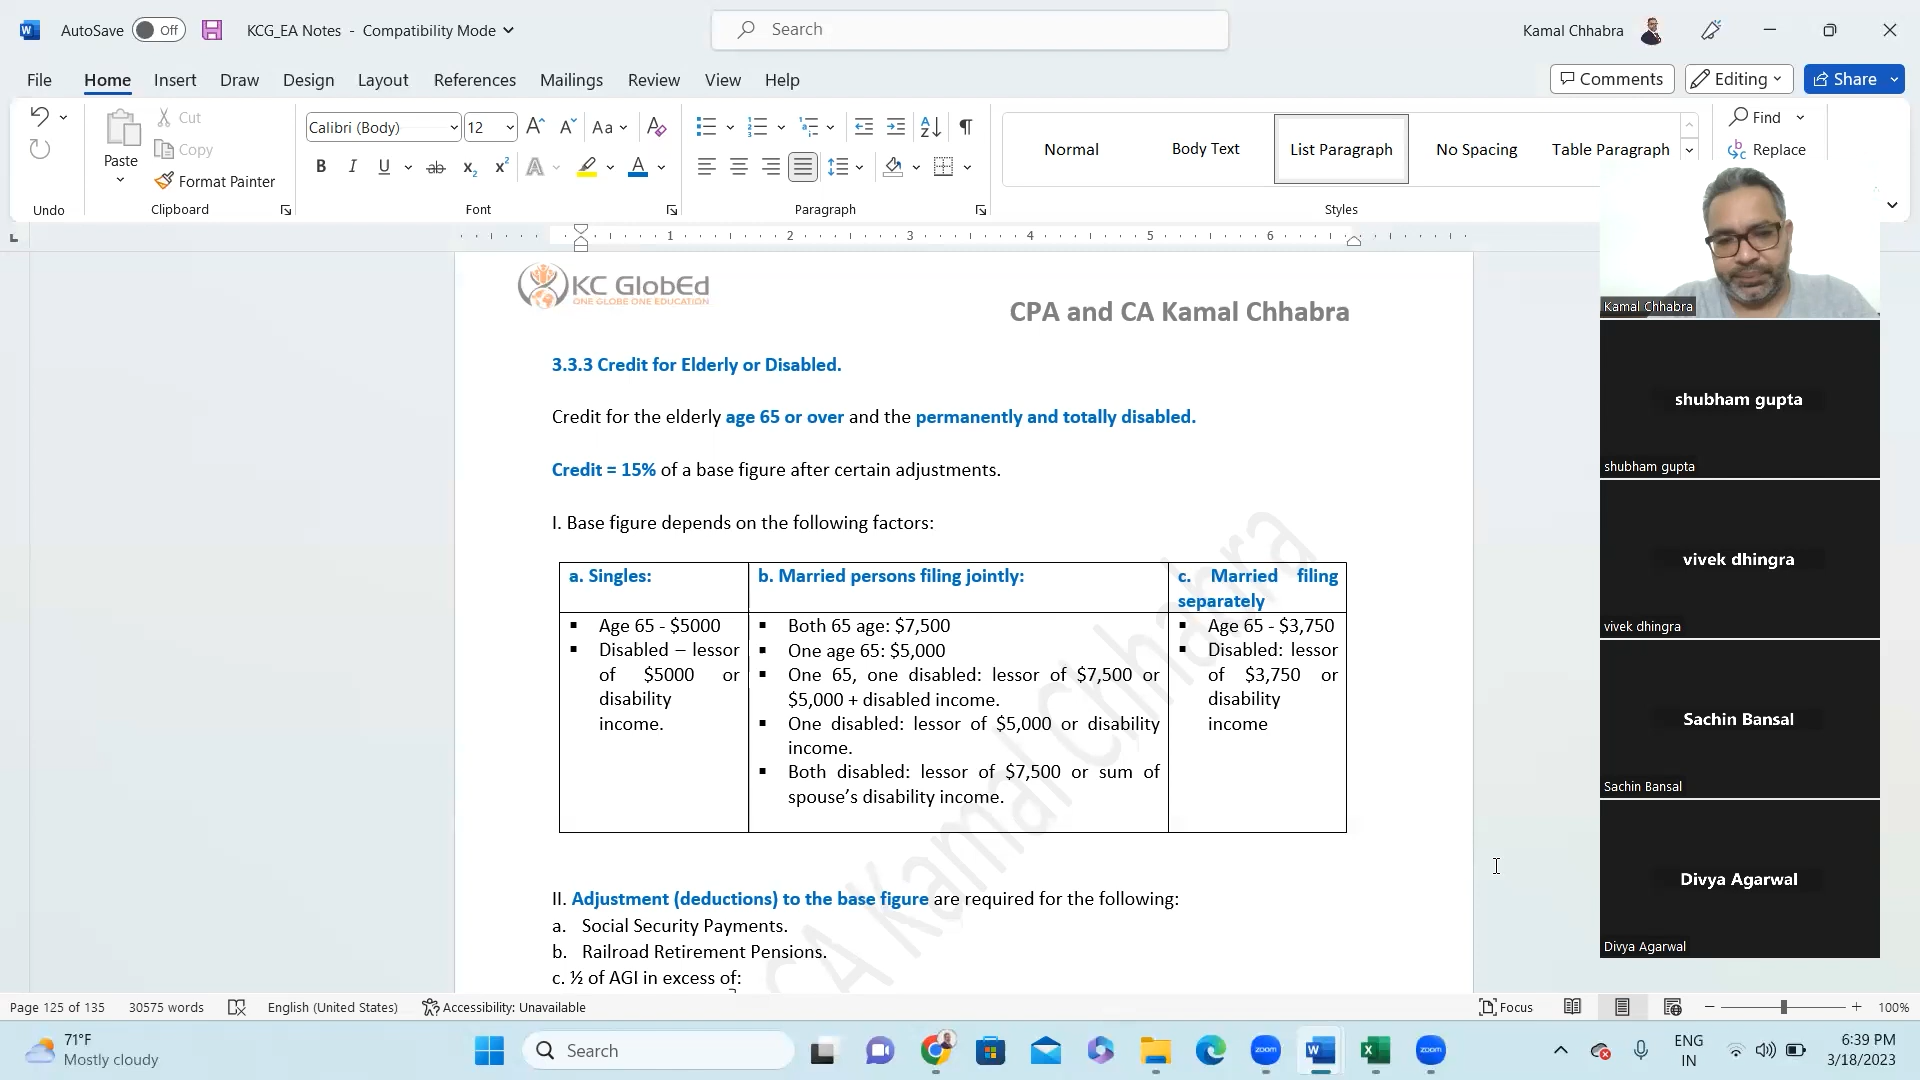 AutoSave Off KCG_EA Notes - Compatibility Mode Search Kamal Chhabra
File Home Insert Draw Design Layout References Mailings Review View Help Comments Editing Share
Cut
Copy
Paste
Format Painter
Calibri (Body) 12
Normal Body Text List Paragraph No Spacing Table Paragraph
Find
Replace
Undo Clipboard Font Paragraph Styles
1 2 3 4 5 6
KC GlobEd
ONE GLOBE ONE EDUCATION
CPA and CA Kamal Chhabra
3.3.3 Credit for Elderly or Disabled.
Credit for the elderly age 65 or over and the permanently and totally disabled.
Credit = 15% of a base figure after certain adjustments.
I. Base figure depends on the following factors:
a. Singles:
▪ Age 65 - $5000
▪ Disabled – lessor
of $5000 or
disability
income.
b. Married persons filing jointly:
▪ Both 65 age: $7,500
▪ One age 65: $5,000
▪ One 65, one disabled: lessor of $7,500 or
$5,000 + disabled income.
▪ One disabled: lessor of $5,000 or disability
income.
▪ Both disabled: lessor of $7,500 or sum of
spouse’s disability income.
c. Married filing
separately
▪ Age 65 - $3,750
▪ Disabled: lessor
of $3,750 or
disability
income
II. Adjustment (deductions) to the base figure are required for the following:
a. Social Security Payments.
b. Railroad Retirement Pensions.
c. ½ of AGI in excess of:
CA Kamal Chhabra
Kamal Chhabra
shubham gupta
shubham gupta
vivek dhingra
vivek dhingra
Sachin Bansal
Sachin Bansal
Divya Agarwal
Divya Agarwal
Page 125 of 135 30575 words English (United States) Accessibility: Unavailable Focus 100%
71°F
Mostly cloudy
Search
zoom
zoom
ENG
IN
6:39 PM
3/18/2023